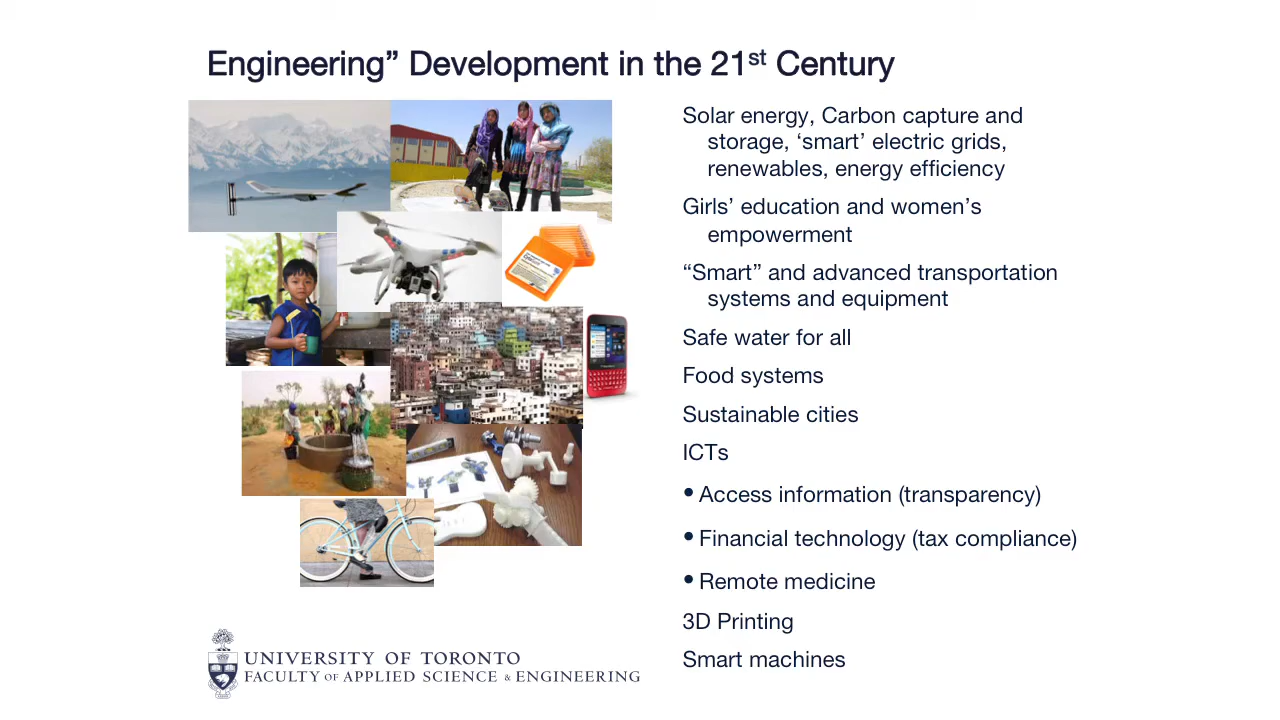 Engineering” Development in the 21st Century
Solar energy, Carbon capture and
storage, ‘smart’ electric grids,
renewables, energy efficiency
Girls’ education and women’s
empowerment
“Smart” and advanced transportation
systems and equipment
Safe water for all
Food systems
Sustainable cities
ICTs
• Access information (transparency)
• Financial technology (tax compliance)
• Remote medicine
3D Printing
Smart machines
UNIVERSITY OF TORONTO
FACULTY OF APPLIED SCIENCE & ENGINEERING